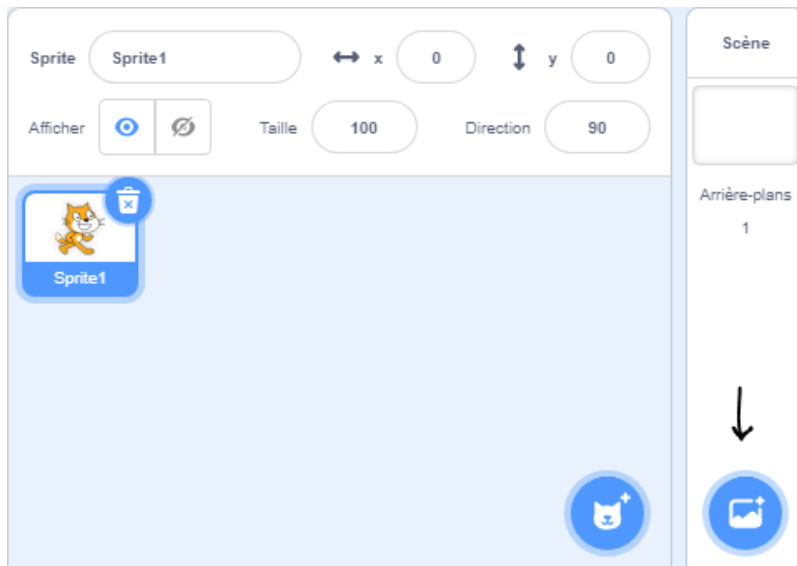 Sprite Sprite1 x 0 y 0
Afficher Taille 100 Direction 90
Sprite1
Scène
Arrière-plans
1